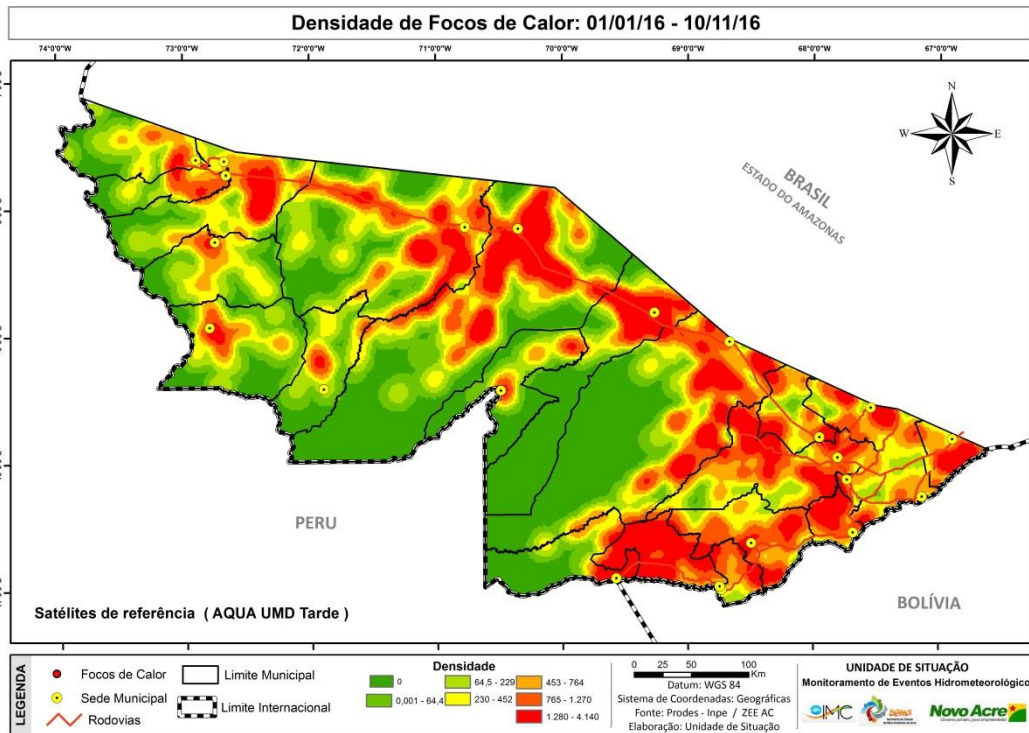 Densidade de Focos de Calor: 01/01/16 - 10/11/16
74°0'0"W 73°0'0"W 72°0'0"W 71°0'0"W 70°0'0"W 69°0'0"W 68°0'0"W 67°0'0"W
N
W E
S
BRASIL
ESTADO DO AMAZONAS
PERU
BOLÍVIA
Satélites de referência ( AQUA UMD Tarde )
LEGENDA
Focos de Calor
Sede Municipal
Rodovias
Limite Municipal
Limite Internacional
Densidade
0
0,001 - 64,4
64,5 - 229
230 - 452
453 - 764
765 - 1.270
1.280 - 4.140
0 25 50 100
Km
Datum: WGS 84
Sistema de Coordenadas: Geográficas
Fonte: Prodes - Inpe / ZEE AC
Elaboração: Unidade de Situação
UNIDADE DE SITUAÇÃO
Monitoramento de Eventos Hidrometeorológicos
IMC
sema
Novo Acre